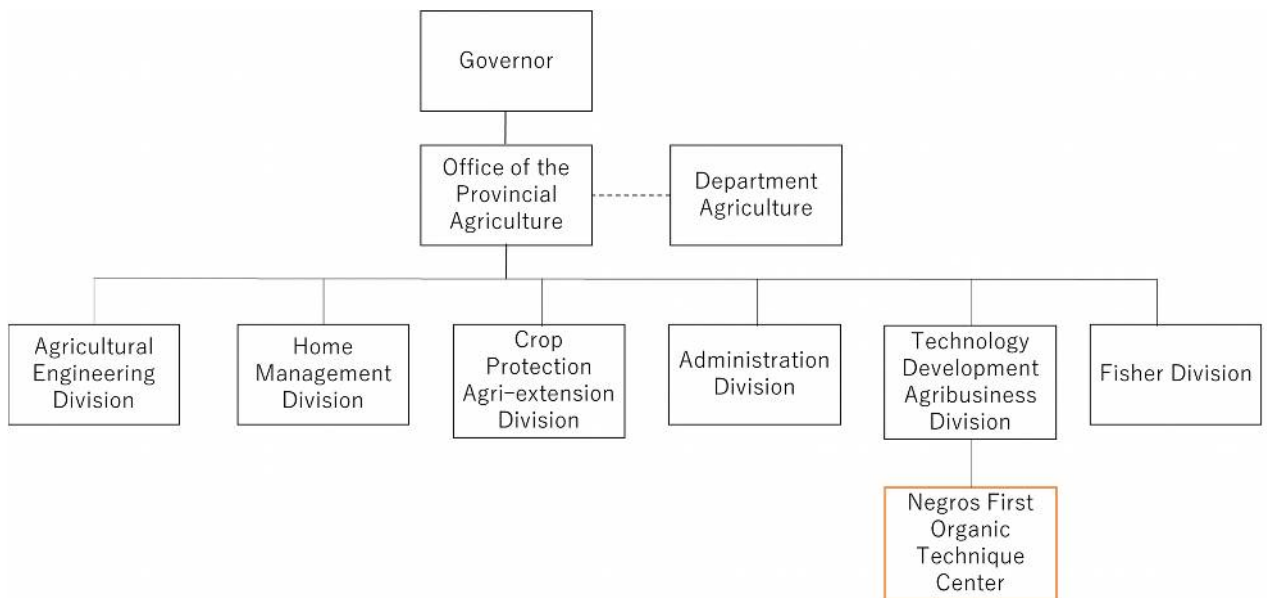 Governor
Office of the
Provincial
Agriculture
Department
Agriculture
Agricultural
Engineering
Division
Home
Management
Division
Crop
Protection
Agri-extension
Division
Administration
Division
Technology
Development
Agribusiness
Division
Fisher Division
Negros First
Organic
Technique
Center